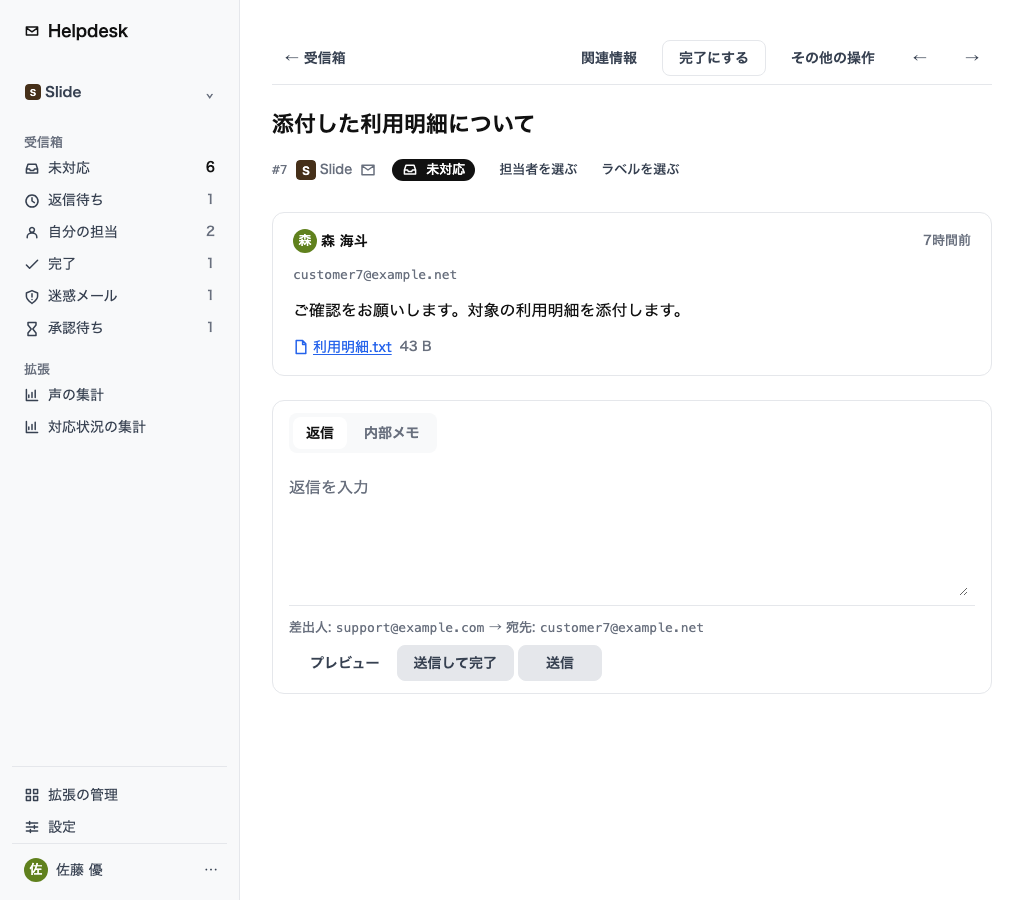 Helpdesk
S Slide
受信箱
未対応 6
返信待ち 1
自分の担当 2
完了 1
迷惑メール 1
承認待ち 1
拡張
声の集計
対応状況の集計
拡張の管理
設定
佐 佐藤 優 ···
← 受信箱 関連情報 完了にする その他の操作 ← →
添付した利用明細について
#7 S Slide 未対応 担当者を選ぶ ラベルを選ぶ
森 森 海斗 7時間前
customer7@example.net
ご確認をお願いします。対象の利用明細を添付します。
利用明細.txt 43 B
返信 内部メモ
返信を入力
差出人: support@example.com → 宛先: customer7@example.net
プレビュー 送信して完了 送信